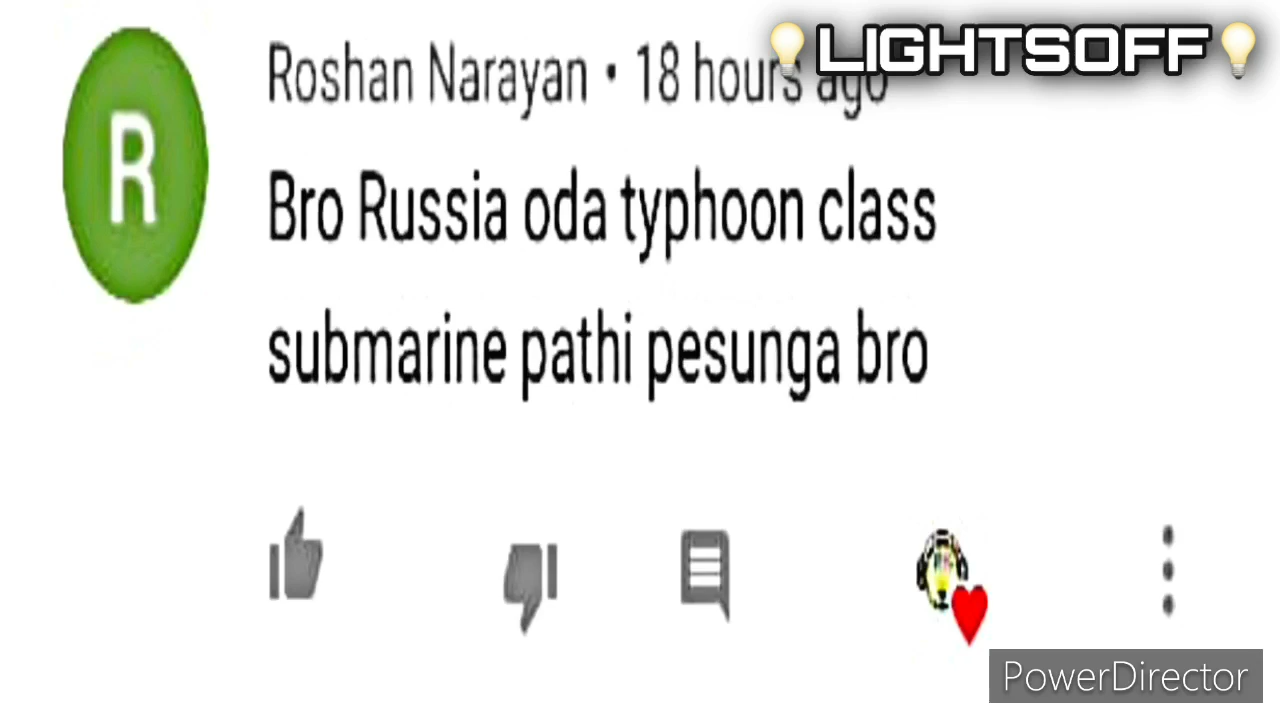 LIGHTSOFF
Roshan Narayan • 18 hours ago
R
Bro Russia oda typhoon class
submarine pathi pesunga bro
PowerDirector